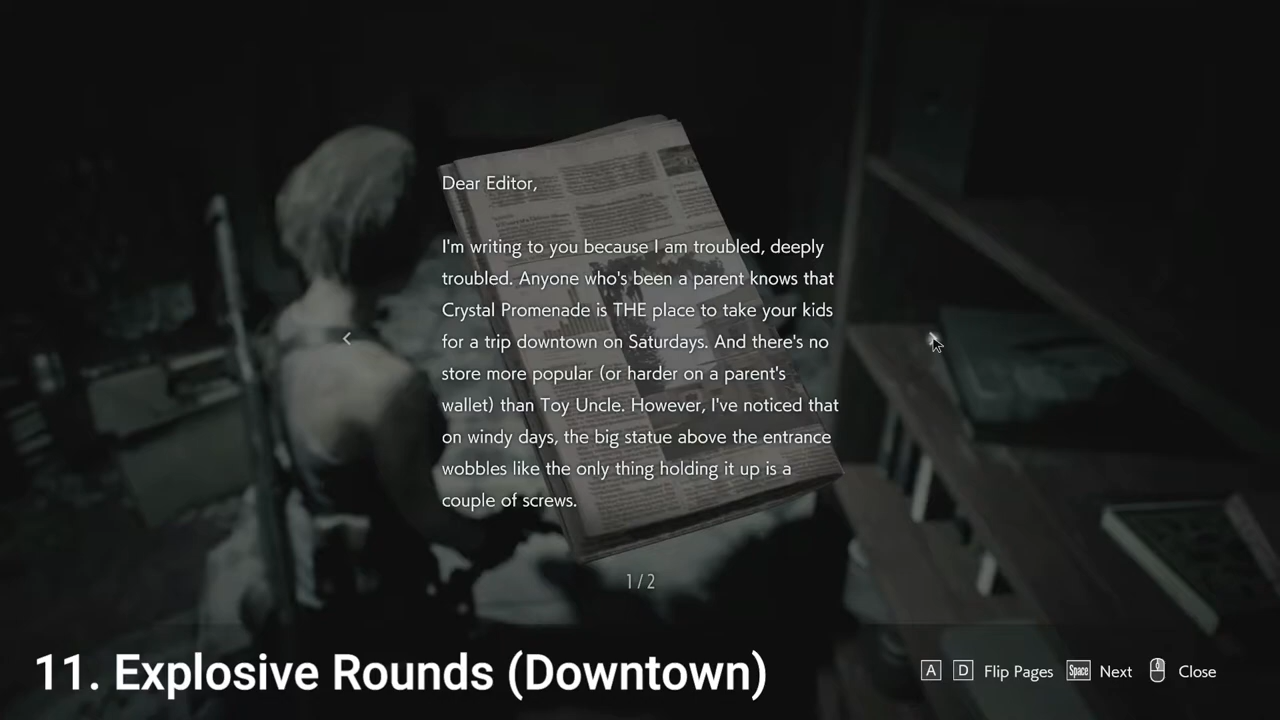 Dear Editor,
I'm writing to you because I am troubled, deeply
troubled. Anyone who's been a parent knows that
Crystal Promenade is THE place to take your kids
for a trip downtown on Saturdays. And there's no
store more popular (or harder on a parent's
wallet) than Toy Uncle. However, I've noticed that
on windy days, the big statue above the entrance
wobbles like the only thing holding it up is a
couple of screws.
1/2
11. Explosive Rounds (Downtown)
A D Flip Pages Space Next Close